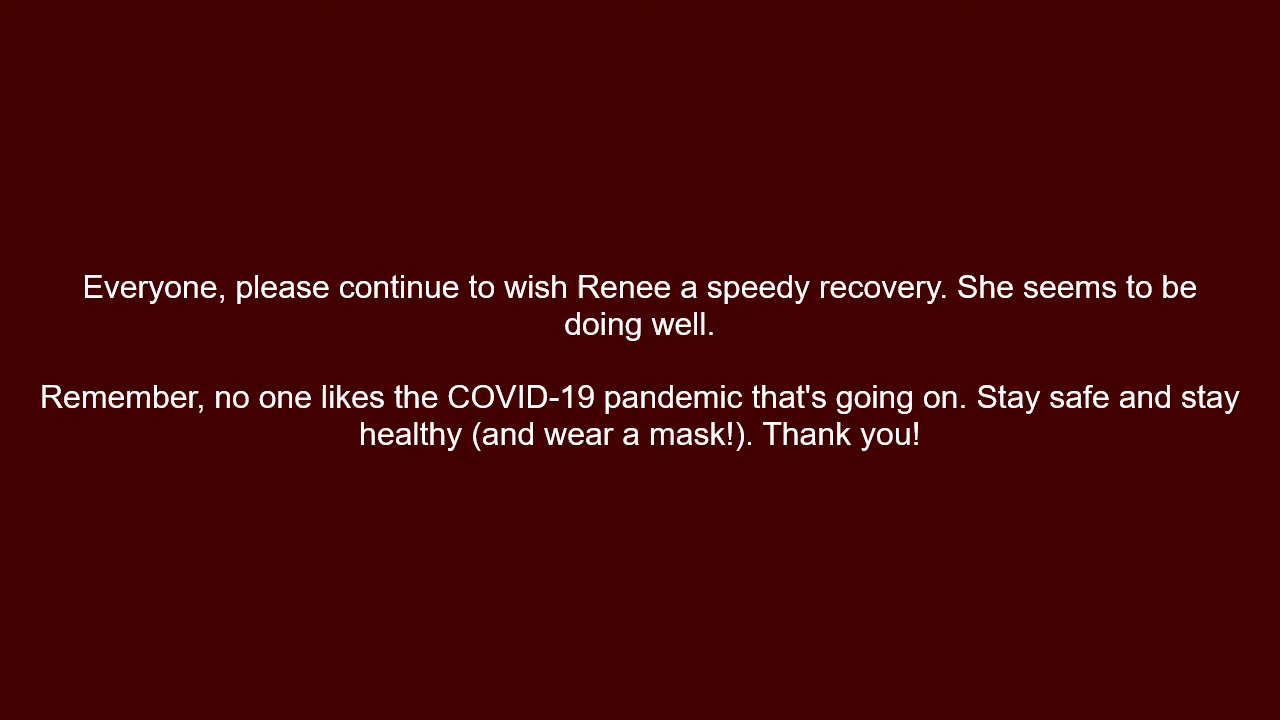 Everyone, please continue to wish Renee a speedy recovery. She seems to be
doing well.
Remember, no one likes the COVID-19 pandemic that's going on. Stay safe and stay
healthy (and wear a mask!). Thank you!